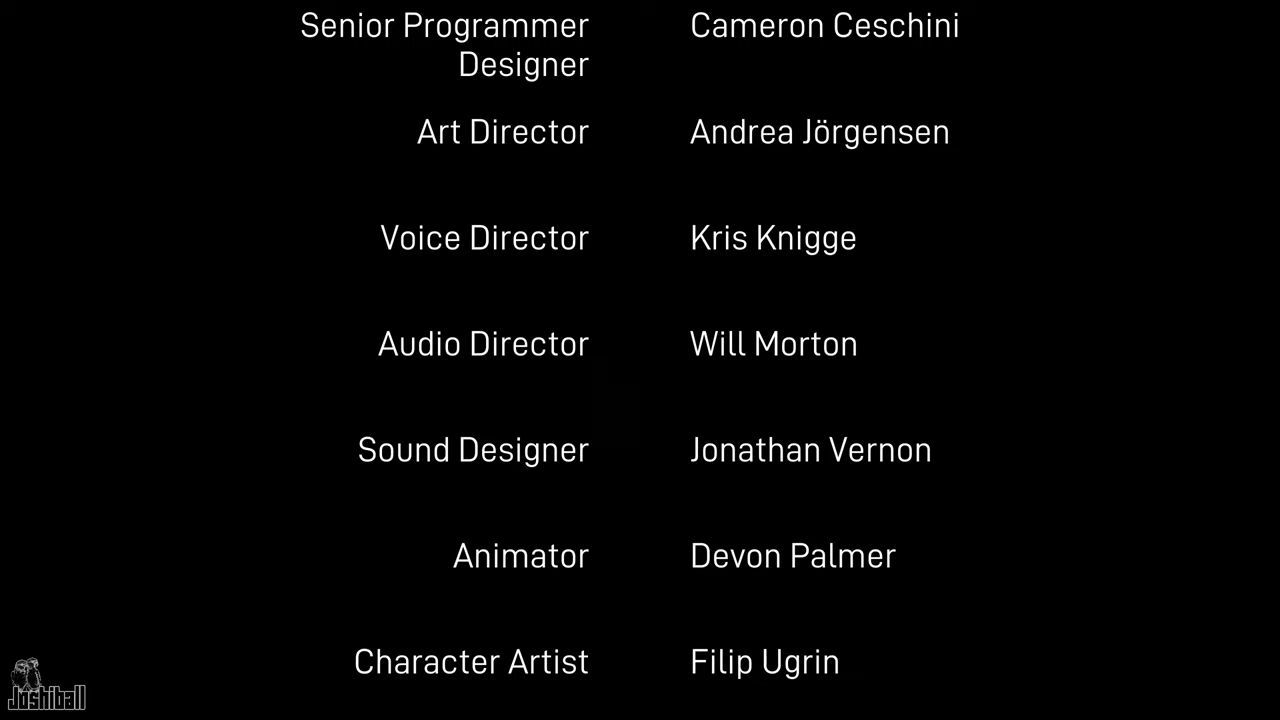 Senior Programmer Cameron Ceschini
Designer
Art Director Andrea Jörgensen
Voice Director Kris Knigge
Audio Director Will Morton
Sound Designer Jonathan Vernon
Animator Devon Palmer
Character Artist Filip Ugrin
Joshiball